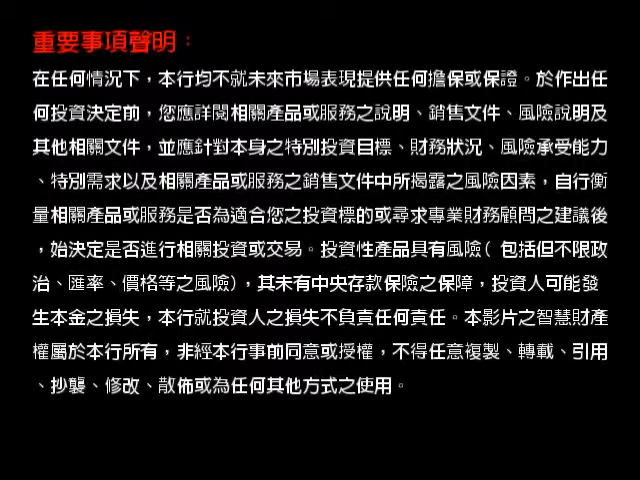 重要事項聲明：
在任何情況下，本行均不就未來市場表現提供任何擔保或保證。於作出任
何投資決定前，您應詳閱相關產品或服務之說明、銷售文件、風險說明及
其他相關文件，並應針對本身之特別投資目標、財務狀況、風險承受能力
、特別需求以及相關產品或服務之銷售文件中所揭露之風險因素，自行衡
量相關產品或服務是否為適合您之投資標的或尋求專業財務顧問之建議後
，始決定是否進行相關投資或交易。投資性產品具有風險( 包括但不限政
治、匯率、價格等之風險)，其未有中央存款保險之保障，投資人可能發
生本金之損失，本行就投資人之損失不負責任何責任。本影片之智慧財產
權屬於本行所有，非經本行事前同意或授權，不得任意複製、轉載、引用
、抄襲、修改、散佈或為任何其他方式之使用。